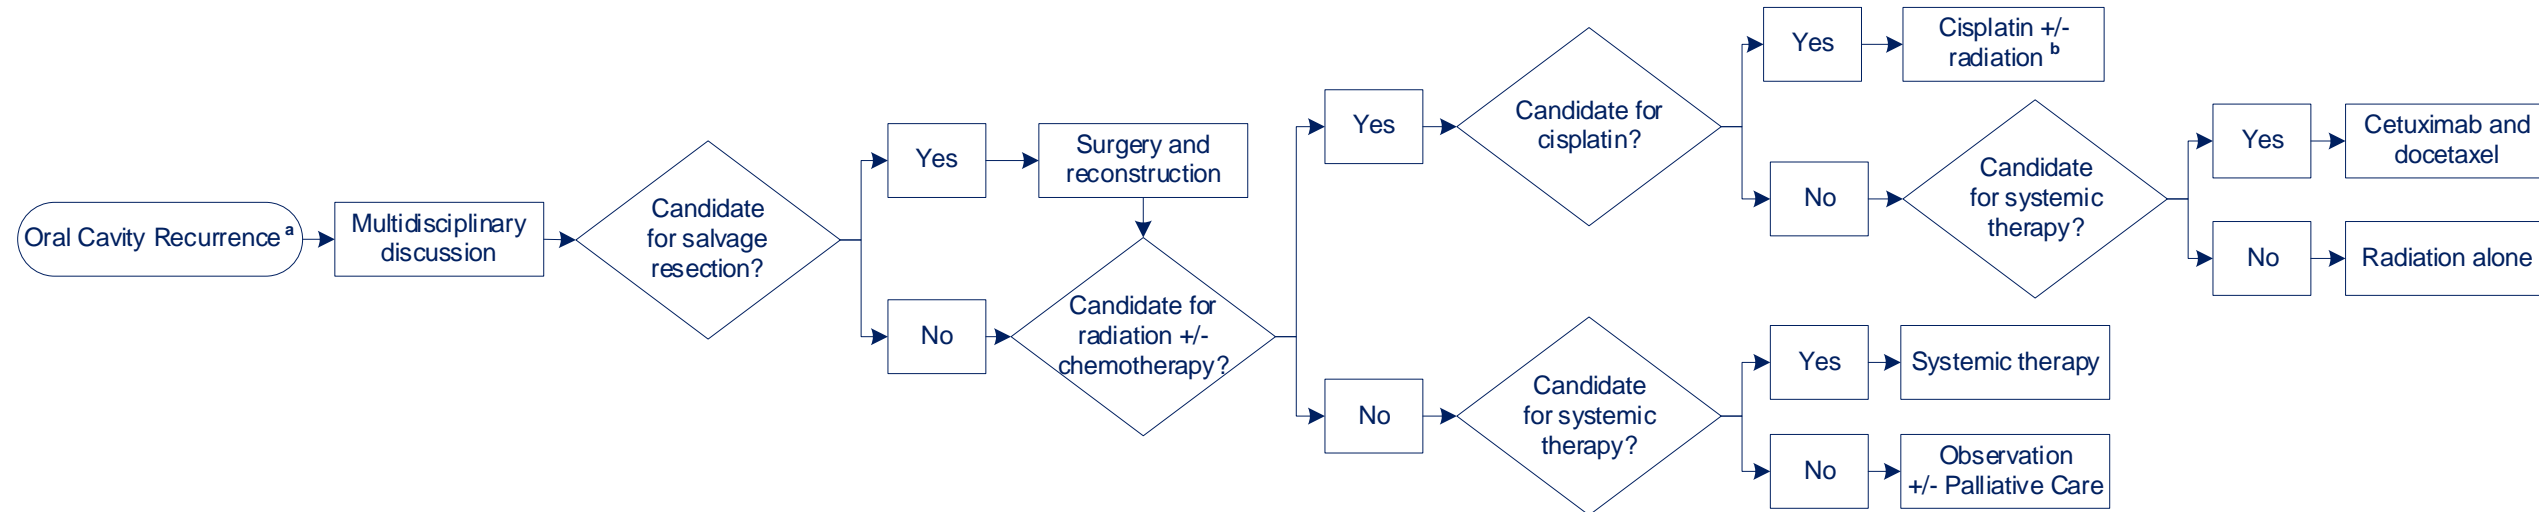 Oral Cavity Recurrence a
Multidisciplinary
discussion
Candidate
for salvage
resection?
Yes
Surgery and
reconstruction
No
Candidate for
radiation +/-
chemotherapy?
Yes
Candidate for
cisplatin?
Yes
Cisplatin +/-
radiation b
No
Candidate
for systemic
therapy?
Yes
Cetuximab and
docetaxel
No
Radiation alone
No
Candidate
for systemic
therapy?
Yes
Systemic therapy
No
Observation
+/- Palliative Care